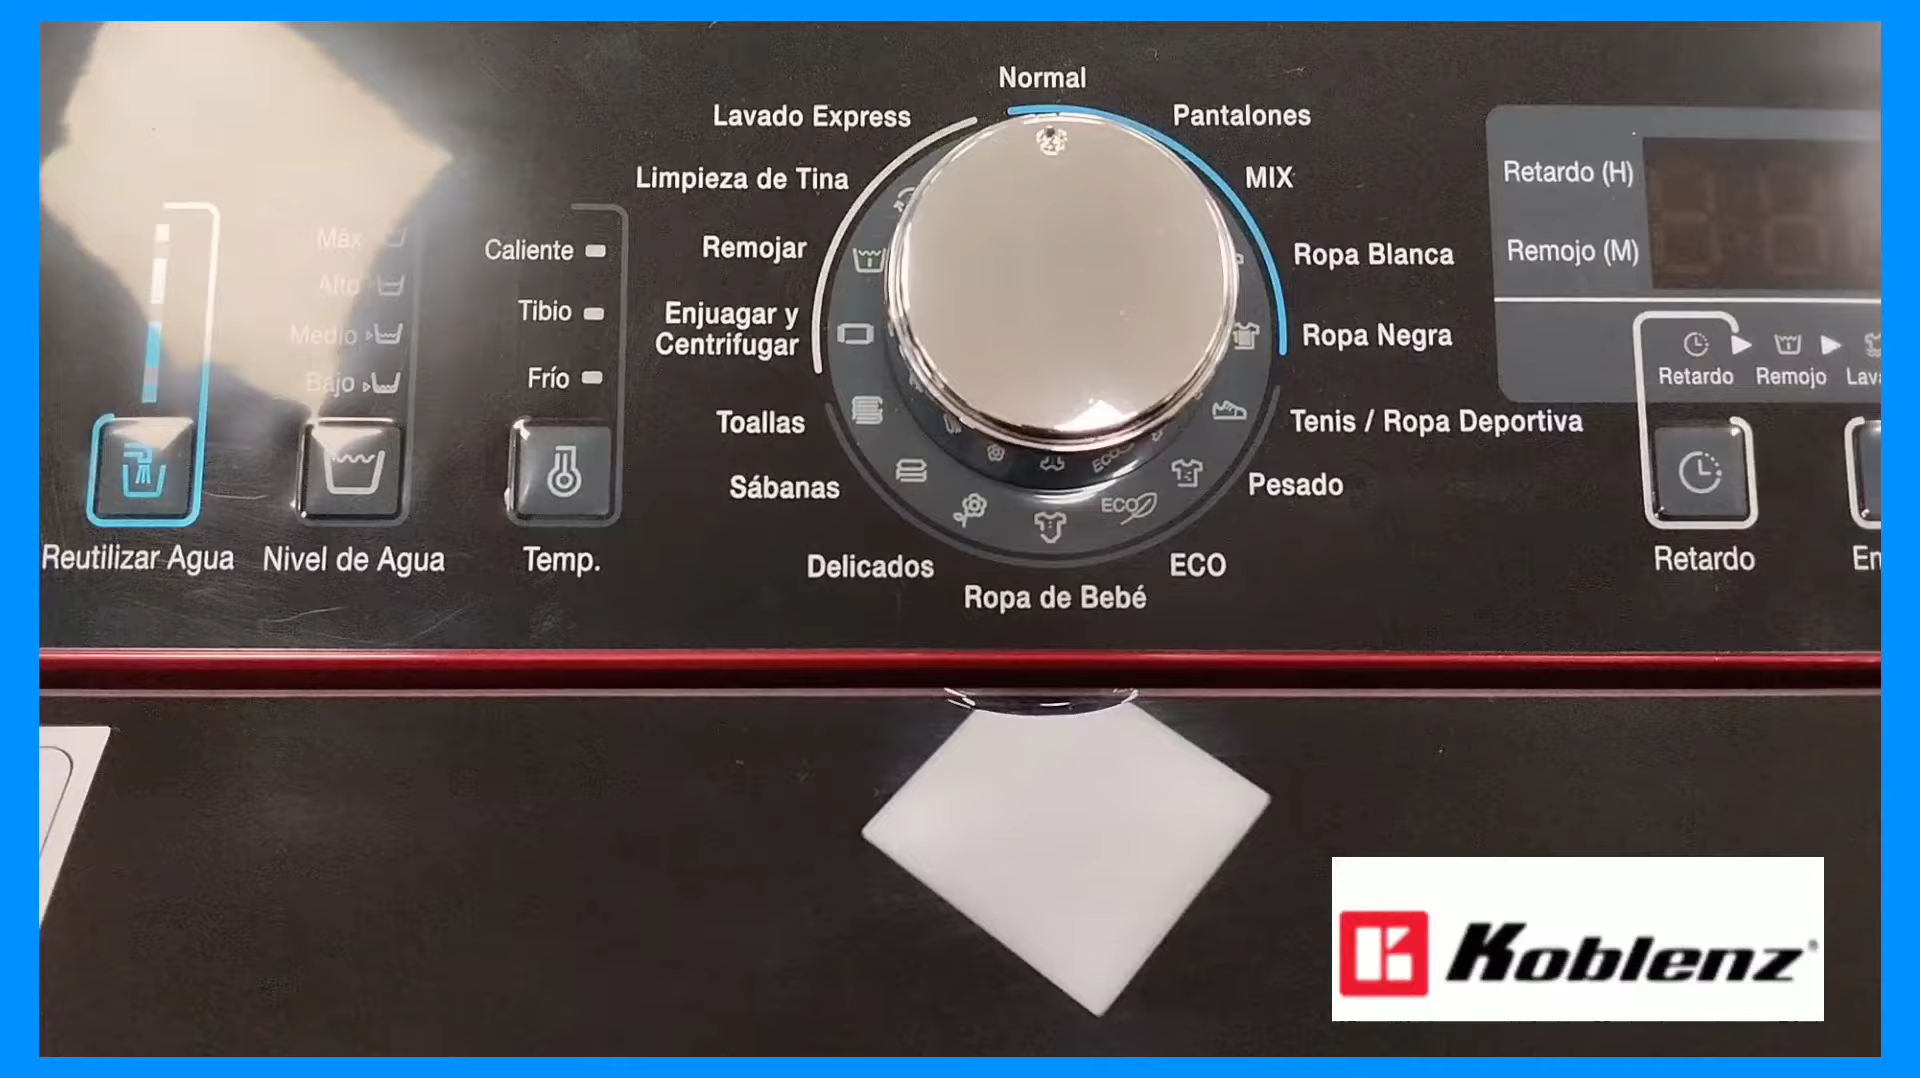 Normal
Lavado Express
Pantalones
Limpieza de Tina
MIX
Remojar
Ropa Blanca
Enjuagar y
Centrifugar
Ropa Negra
Toallas
Tenis / Ropa Deportiva
Sábanas
Pesado
Delicados
ECO
Ropa de Bebé
ECO
ECO
Máx
Alto
Medio
Bajo
Caliente
Tibio
Frío
Reutilizar Agua
Nivel de Agua
Temp.
Retardo (H)
Remojo (M)
Retardo
Remojo
Retardo
Koblenz